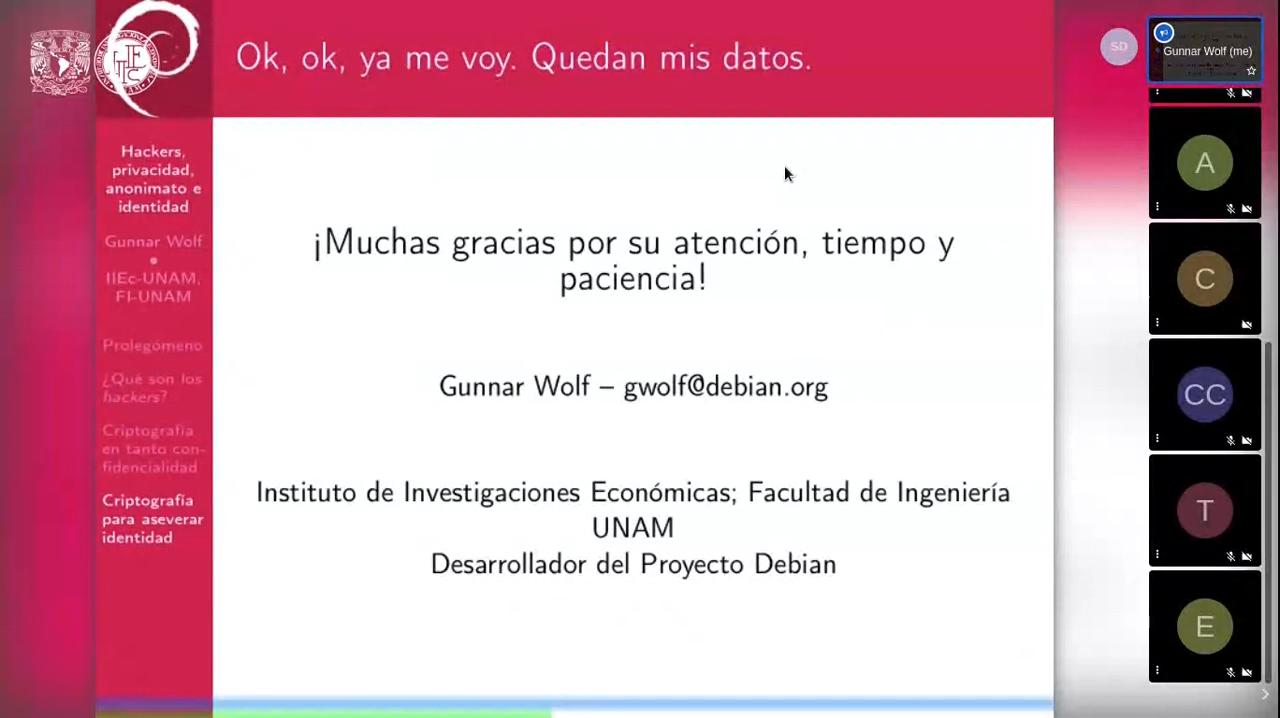 Ok, ok, ya me voy. Quedan mis datos.
Hackers,
privacidad,
anonimato e
identidad
Gunnar Wolf
•
IIEc-UNAM,
FI-UNAM
Prolegómeno
¿Qué son los
hackers?
Criptografía
en tanto con-
fidencialidad
Criptografía
para aseverar
identidad
¡Muchas gracias por su atención, tiempo y
paciencia!
Gunnar Wolf – gwolf@debian.org
Instituto de Investigaciones Económicas; Facultad de Ingeniería
UNAM
Desarrollador del Proyecto Debian
SD
Gunnar Wolf (me)
A
C
CC
T
E